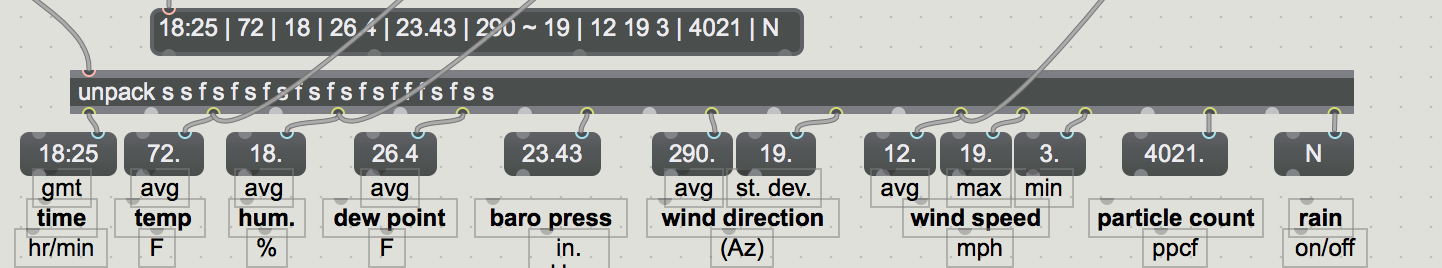 18:25 | 72 | 18 | 26.4 | 23.43 | 290 ~ 19 | 12 19 3 | 4021 | N
unpack s s f s f s f s f s f s f s f s f f f s f s s
18:25 72. 18. 26.4 23.43 290. 19. 12. 19. 3. 4021. N
gmt avg avg avg avg st. dev. avg max min
time temp hum. dew point baro press wind direction wind speed particle count rain
hr/min F % F in. (Az) mph ppcf on/off